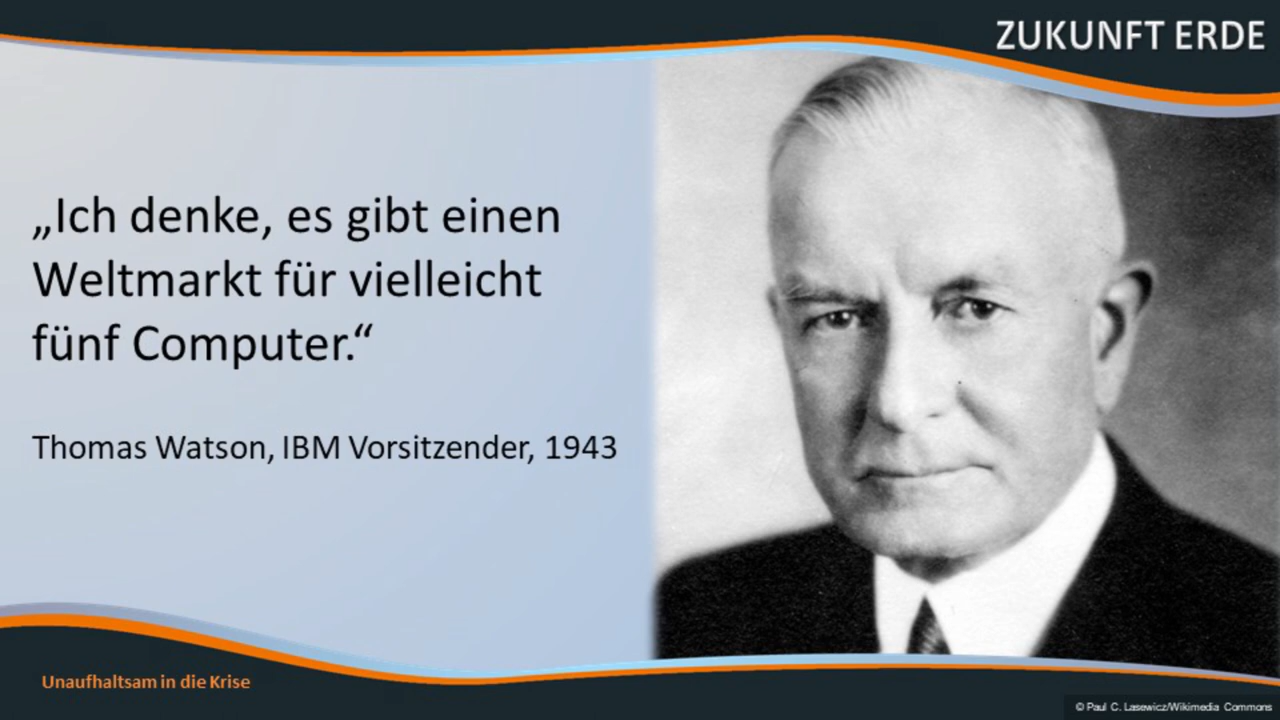 ZUKUNFT ERDE
„Ich denke, es gibt einen
Weltmarkt für vielleicht
fünf Computer.“
Thomas Watson, IBM Vorsitzender, 1943
Unaufhaltsam in die Krise
© Paul C. Lasewicz/Wikimedia Commons